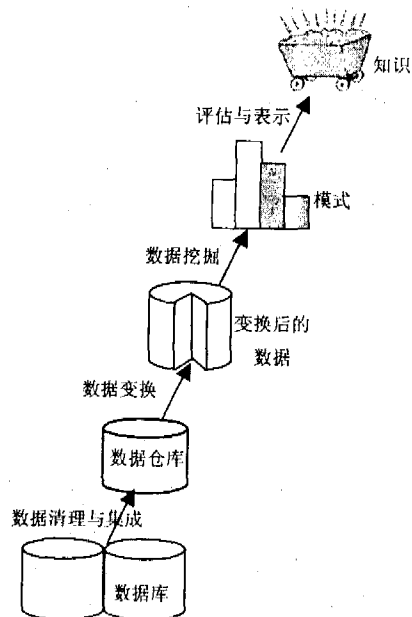 知识
评估与表示
模式
数据挖掘
变换后的
数据
数据变换
数据仓库
数据清理与集成
数据库